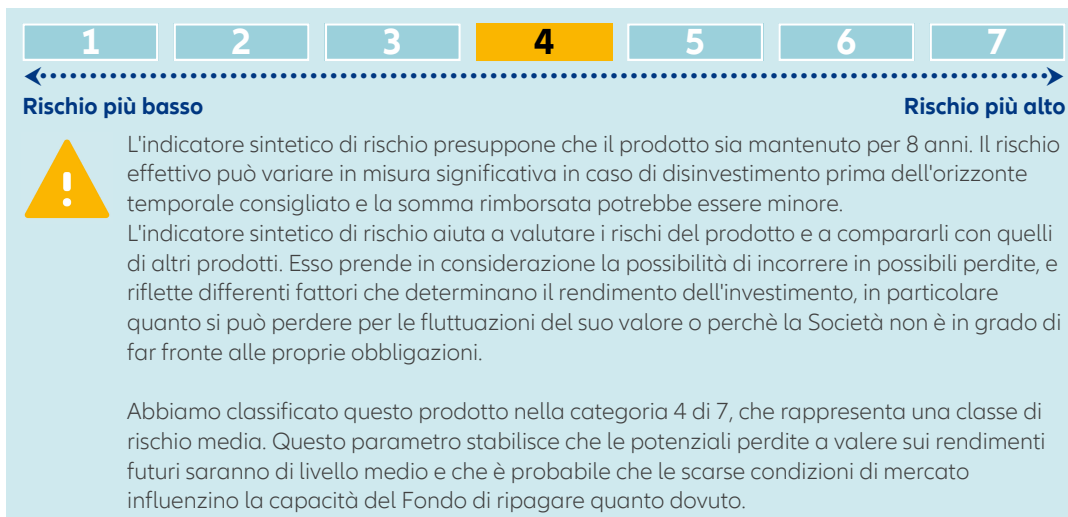 1 2 3 4 5 6 7
Rischio più basso Rischio più alto
L'indicatore sintetico di rischio presuppone che il prodotto sia mantenuto per 8 anni. Il rischio
effettivo può variare in misura significativa in caso di disinvestimento prima dell'orizzonte
temporale consigliato e la somma rimborsata potrebbe essere minore.
L'indicatore sintetico di rischio aiuta a valutare i rischi del prodotto e a compararli con quelli
di altri prodotti. Esso prende in considerazione la possibilità di incorrere in possibili perdite, e
riflette differenti fattori che determinano il rendimento dell'investimento, in particolare
quanto si può perdere per le fluttuazioni del suo valore o perchè la Società non è in grado di
far fronte alle proprie obbligazioni.
Abbiamo classificato questo prodotto nella categoria 4 di 7, che rappresenta una classe di
rischio media. Questo parametro stabilisce che le potenziali perdite a valere sui rendimenti
futuri saranno di livello medio e che è probabile che le scarse condizioni di mercato
influenzino la capacità del Fondo di ripagare quanto dovuto.